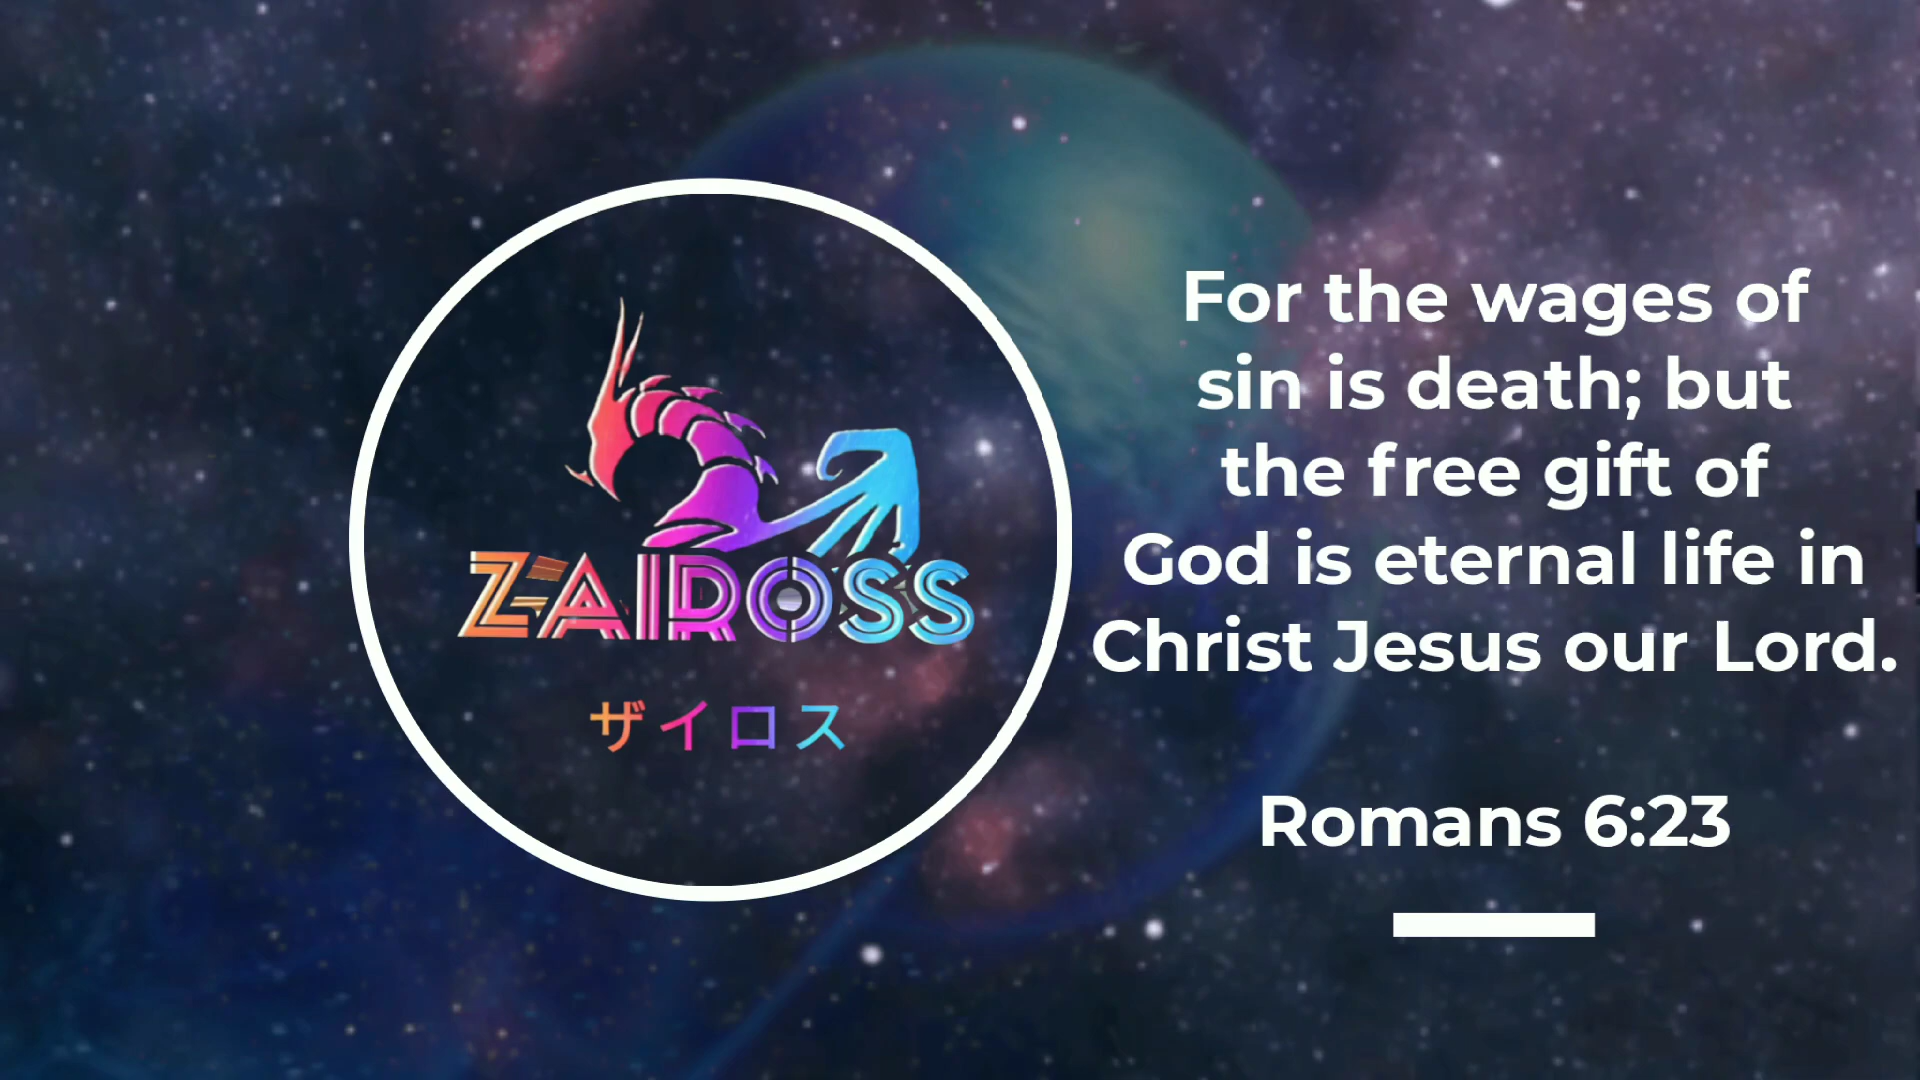 ZAIROSS
ザイロス
For the wages of
sin is death; but
the free gift of
God is eternal life in
Christ Jesus our Lord.
Romans 6:23